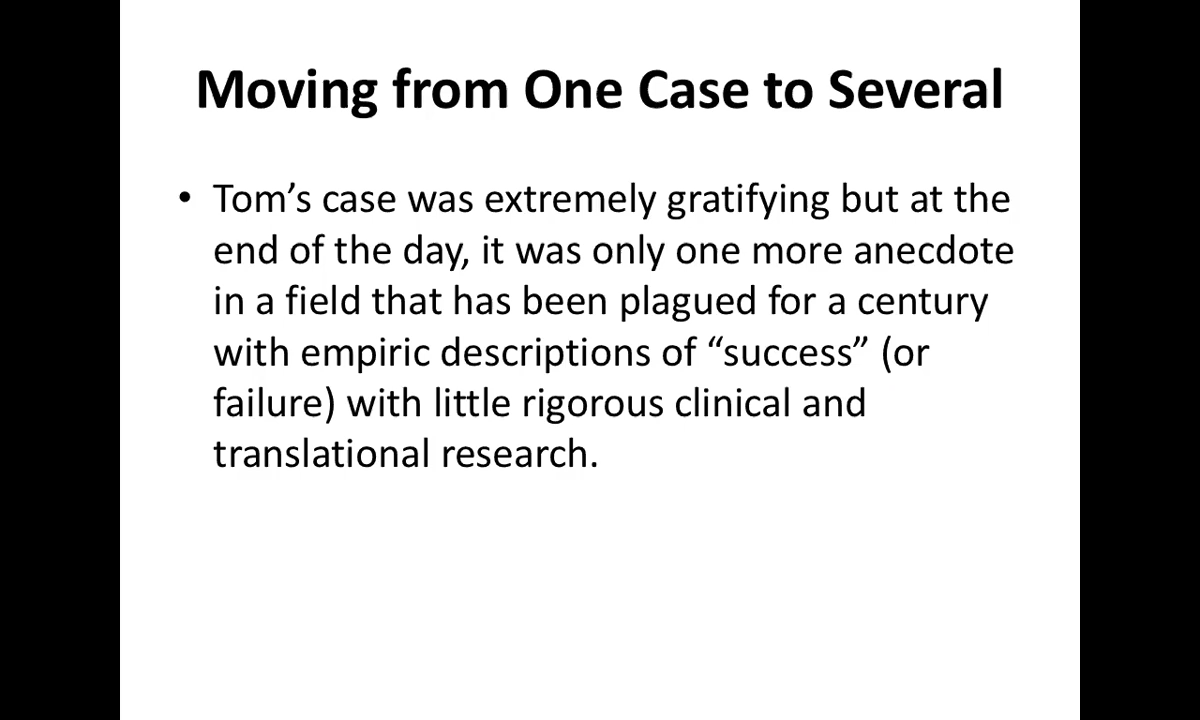 Moving from One Case to Several
• Tom’s case was extremely gratifying but at the
end of the day, it was only one more anecdote
in a field that has been plagued for a century
with empiric descriptions of “success” (or
failure) with little rigorous clinical and
translational research.